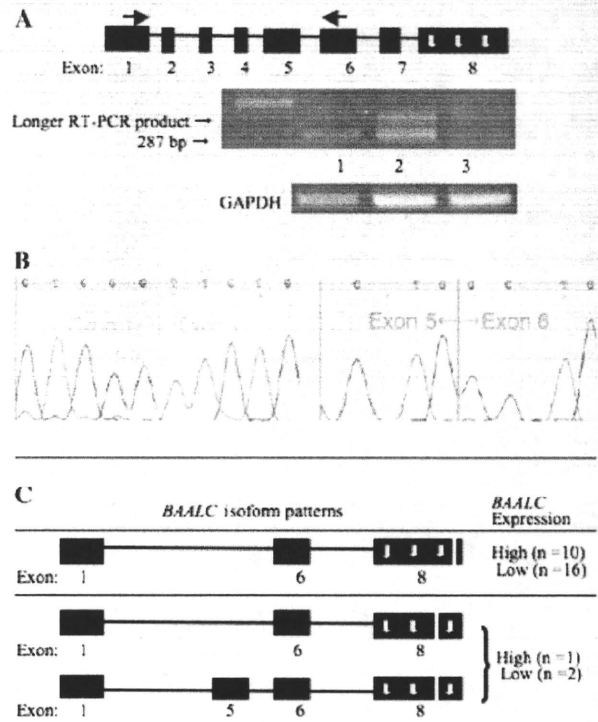 A
Exon: 1 2 3 4 5 6 7 8
Longer RT-PCR product →
287 bp →
1 2 3
GAPDH
B
Exon 5 Exon 6
C
BAALC isoform patterns
BAALC Expression
Exon: 1 6 8
High (n =10)
Low (n =16)
Exon: 1 6 8
High (n =1)
Low (n =2)
Exon: 1 5 6 8